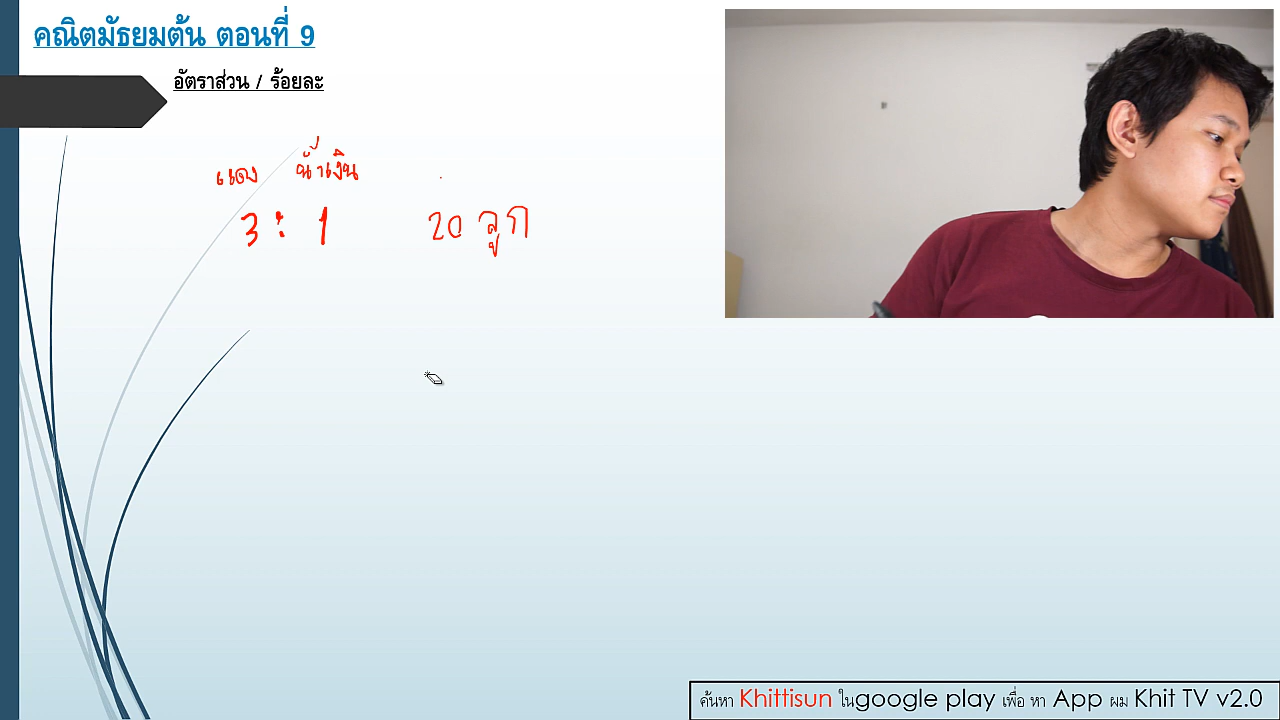 คณิตมัธยมต้น ตอนที่ 9
อัตราส่วน / ร้อยละ
แดง น้ำเงิน
3 : 1 20 ลูก
ค้นหา Khittisun ในgoogle play เพื่อ หา App ผม Khit TV v2.0